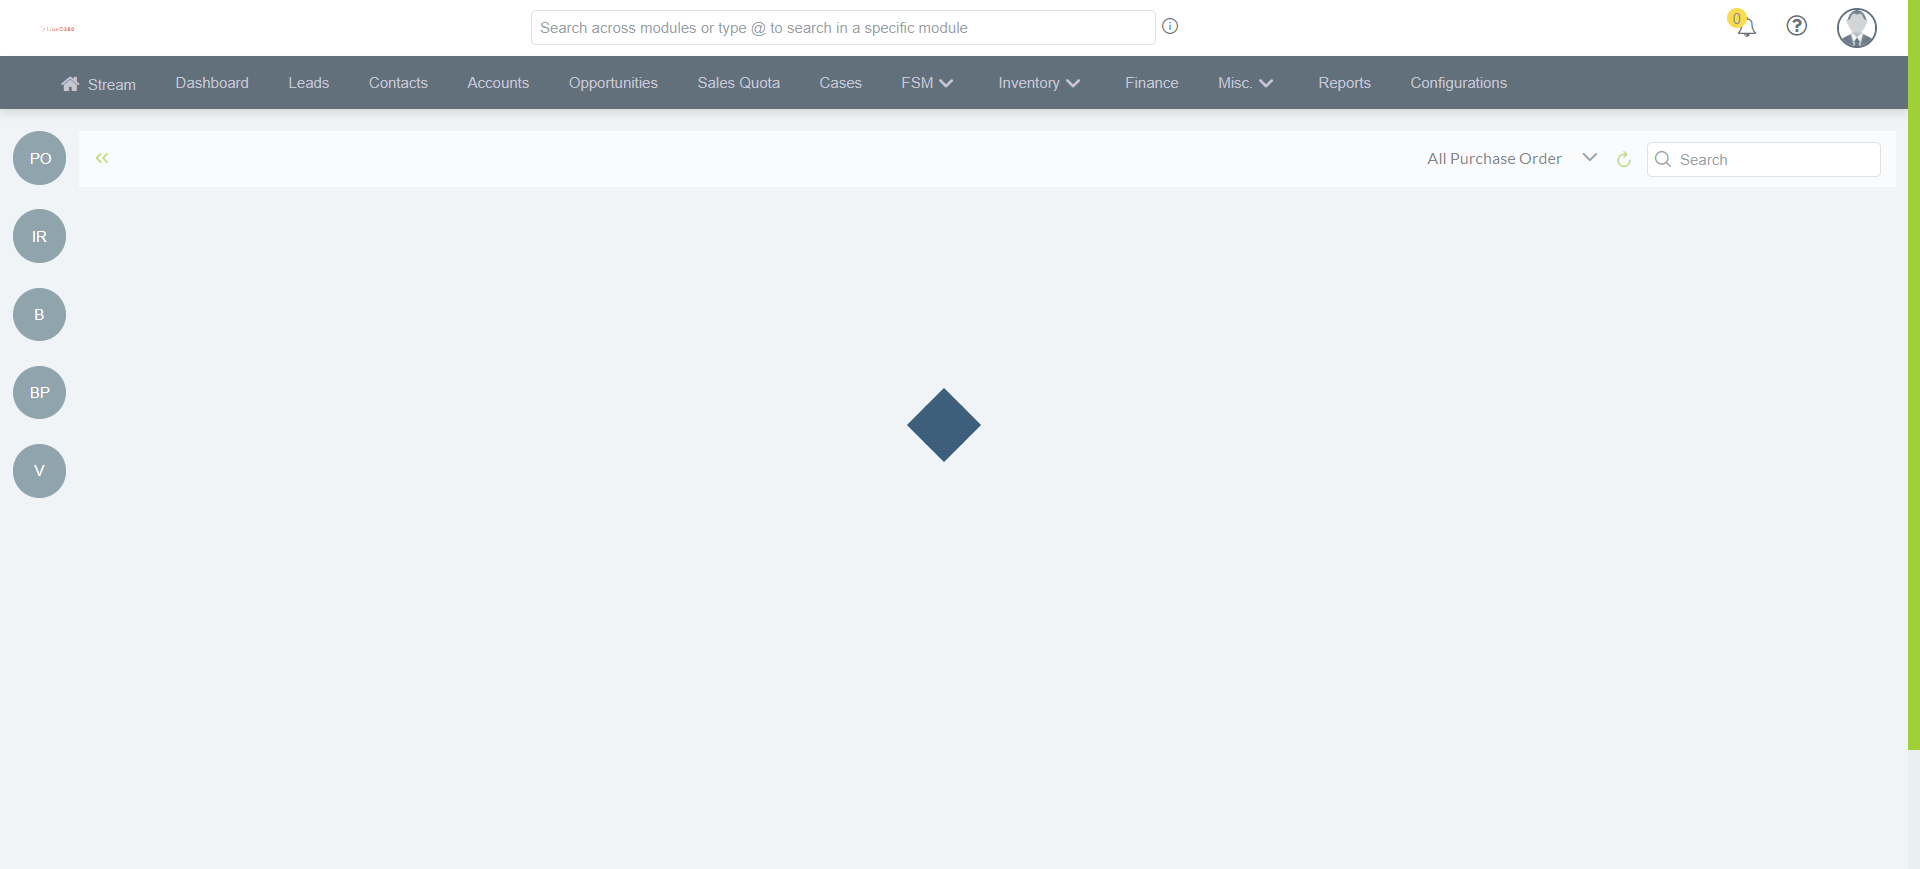 Search across modules or type @ to search in a specific module
0
Stream Dashboard Leads Contacts Accounts Opportunities Sales Quota Cases FSM Inventory Finance Misc. Reports Configurations
PO
All Purchase Order
Search
IR
B
BP
V